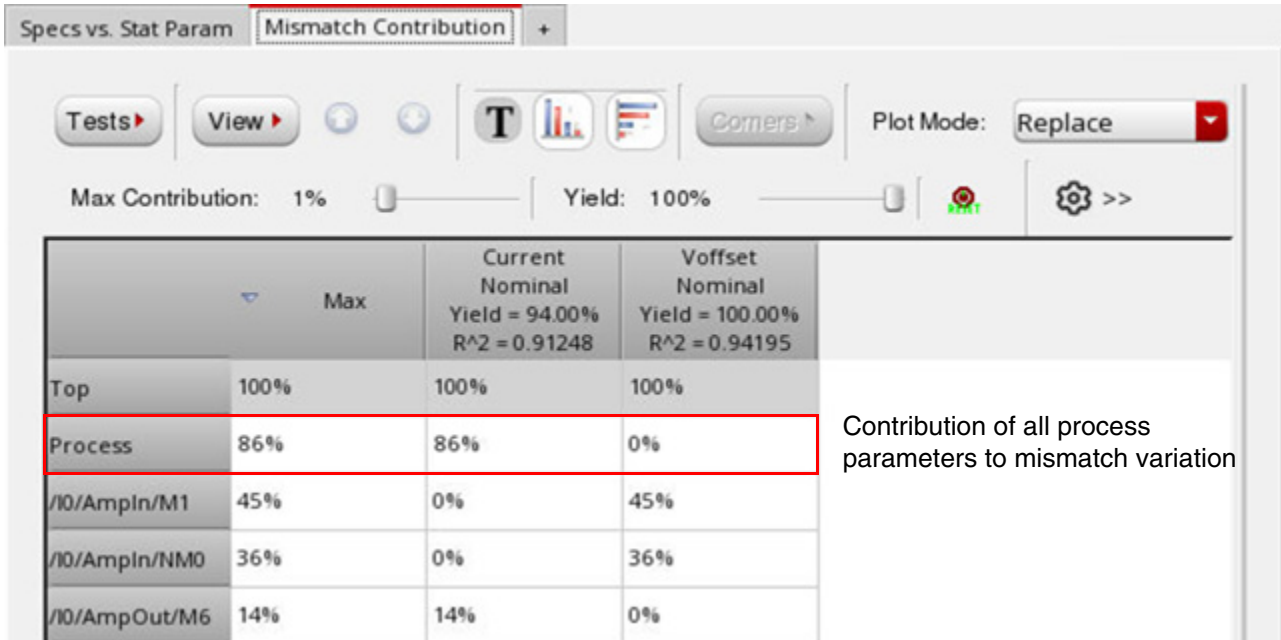 Specs vs. Stat Param Mismatch Contribution +
Tests View T Corners Plot Mode: Replace
Max Contribution: 1% Yield: 100% RESET >>
Max
Current
Nominal
Yield = 94.00%
R^2 = 0.91248
Voffset
Nominal
Yield = 100.00%
R^2 = 0.94195
Top 100% 100% 100%
Process 86% 86% 0%
Contribution of all process
parameters to mismatch variation
/I0/AmpIn/M1 45% 0% 45%
/I0/AmpIn/NM0 36% 0% 36%
/I0/AmpOut/M6 14% 14% 0%